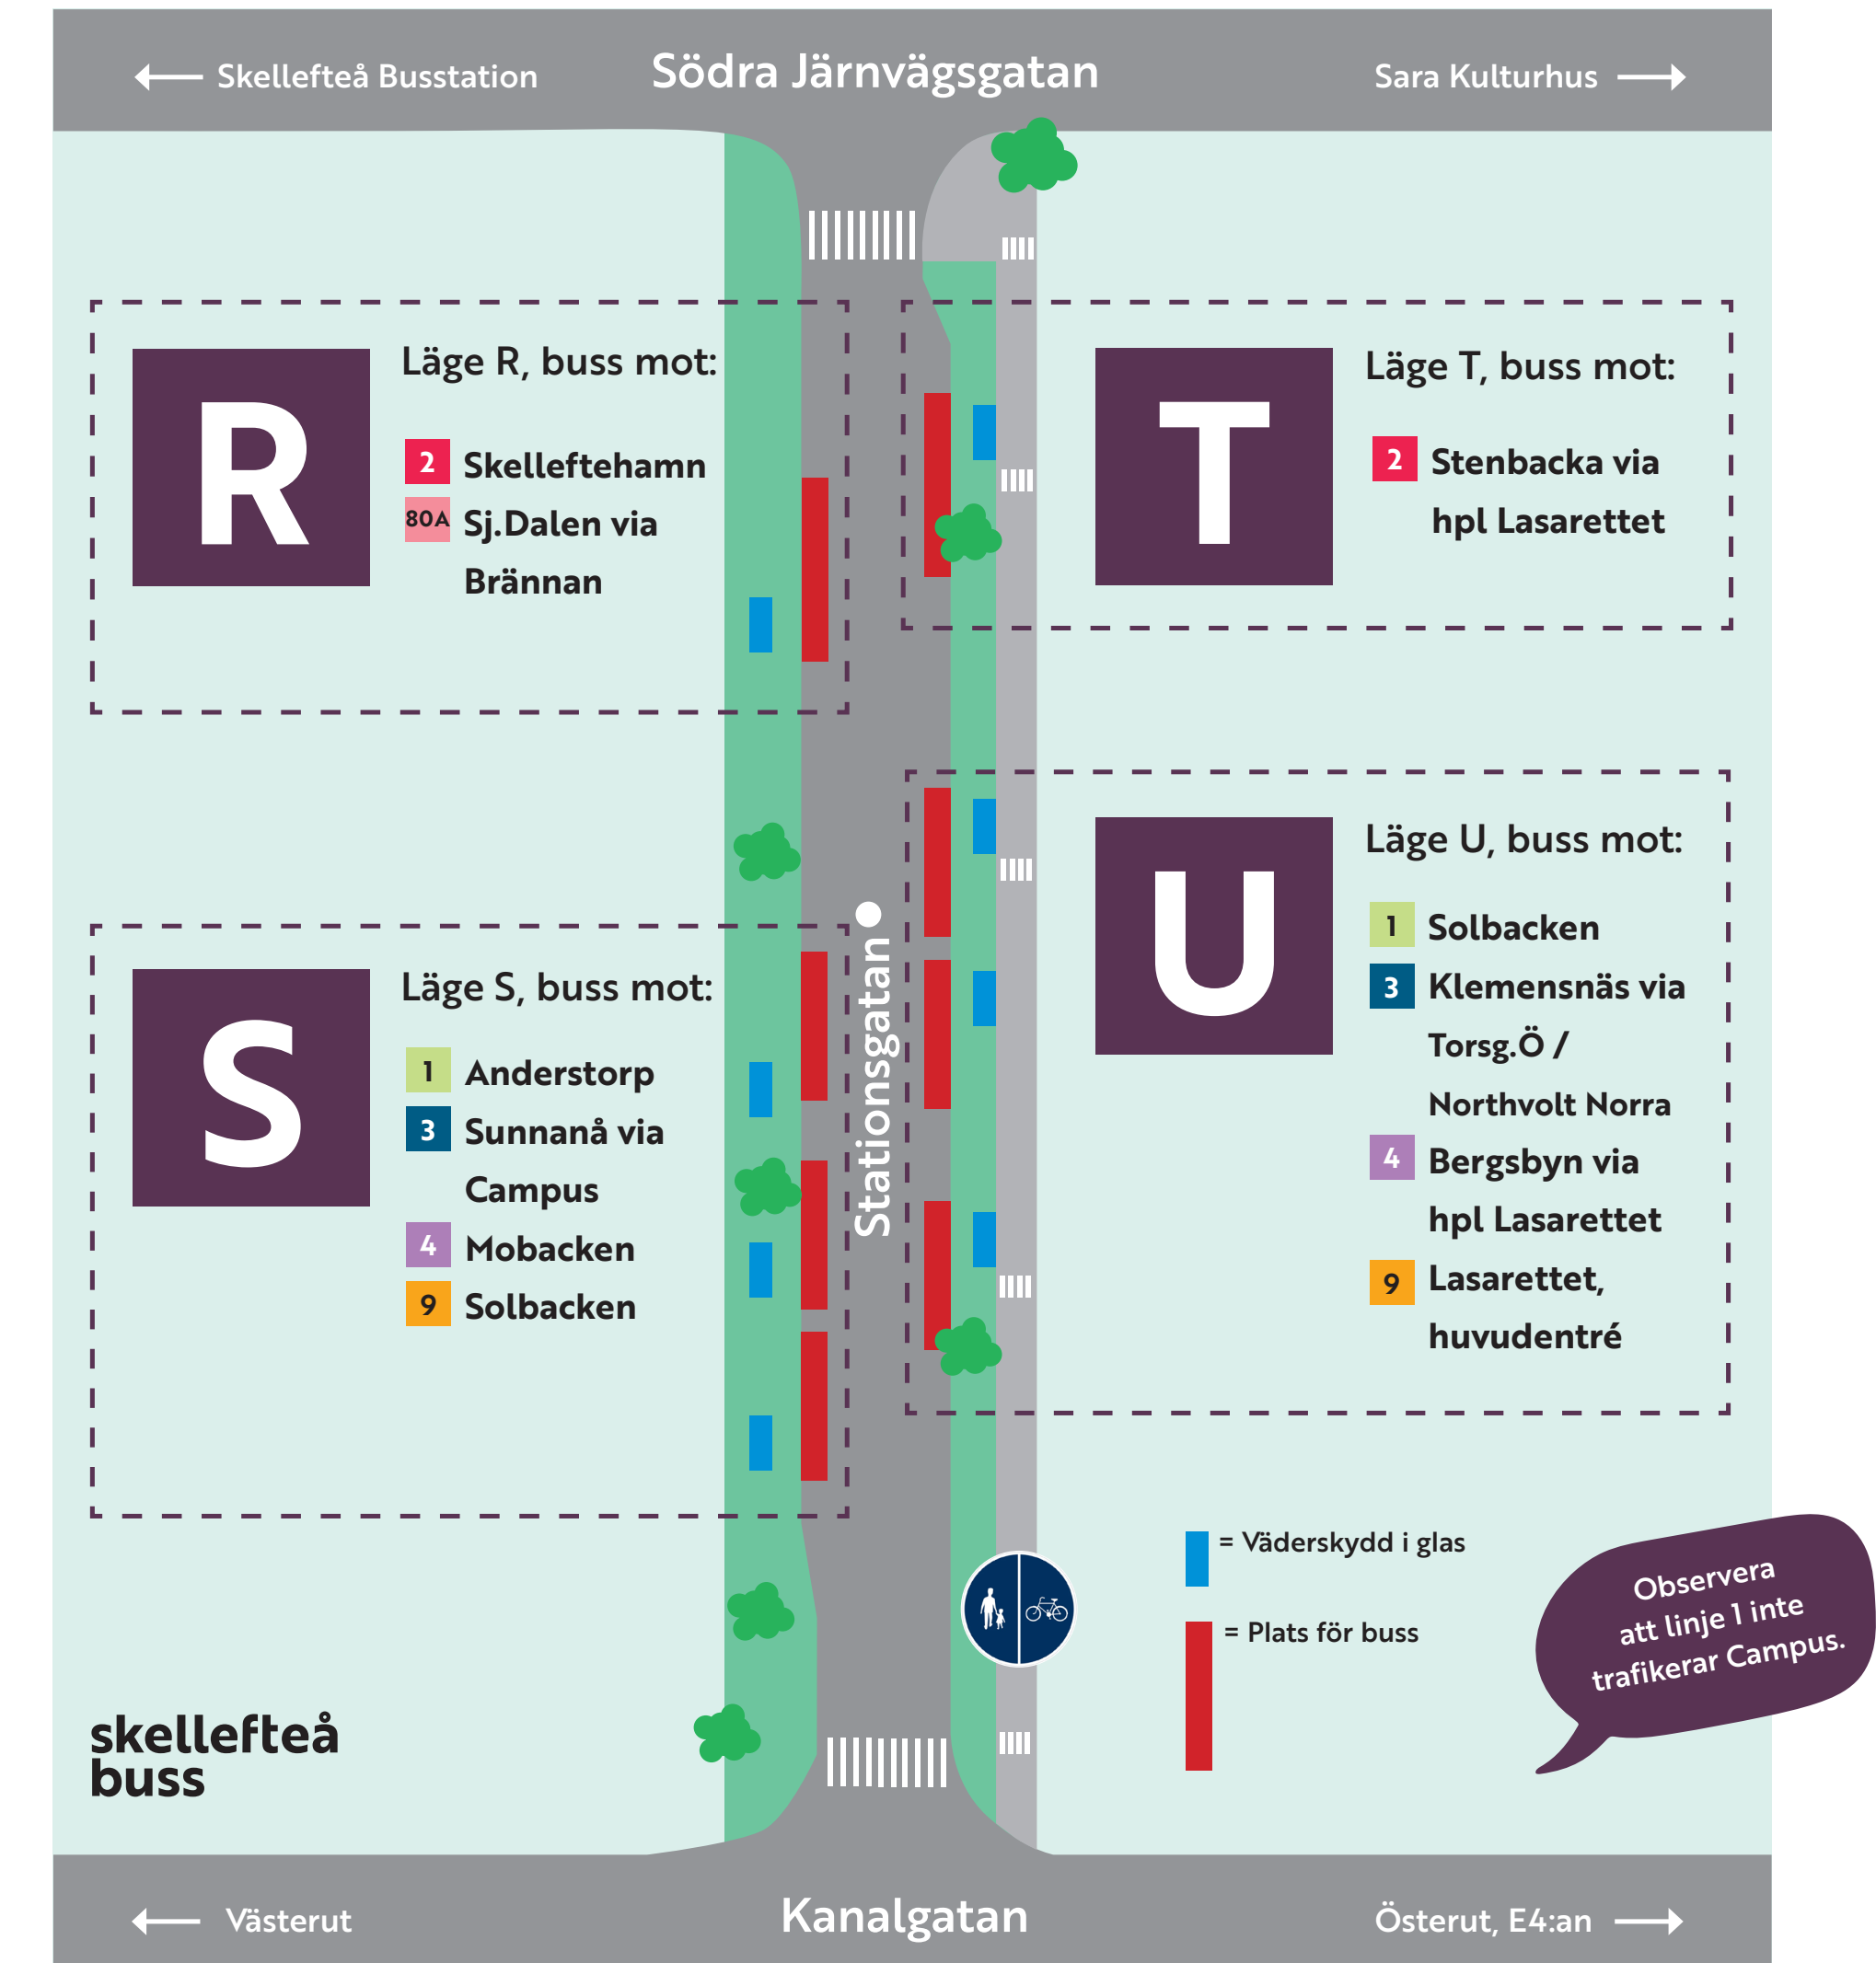 Skellefteå Busstation
Södra Järnvägsgatan
Sara Kulturhus
R
Läge R, buss mot:
2 Skelleftehamn
80A Sj.Dalen via
Brännan
T
Läge T, buss mot:
2 Stenbacka via
hpl Lasarettet
S
Läge S, buss mot:
1 Anderstorp
3 Sunnanå via
Campus
4 Mobacken
9 Solbacken
Stationsgatan
U
Läge U, buss mot:
1 Solbacken
3 Klemensnäs via
Torsg.Ö /
Northvolt Norra
4 Bergsbyn via
hpl Lasarettet
9 Lasarettet,
huvudentré
= Väderskydd i glas
= Plats för buss
Observera
att linje 1 inte
trafikerar Campus.
skellefteå
buss
Västerut
Kanalgatan
Österut, E4:an